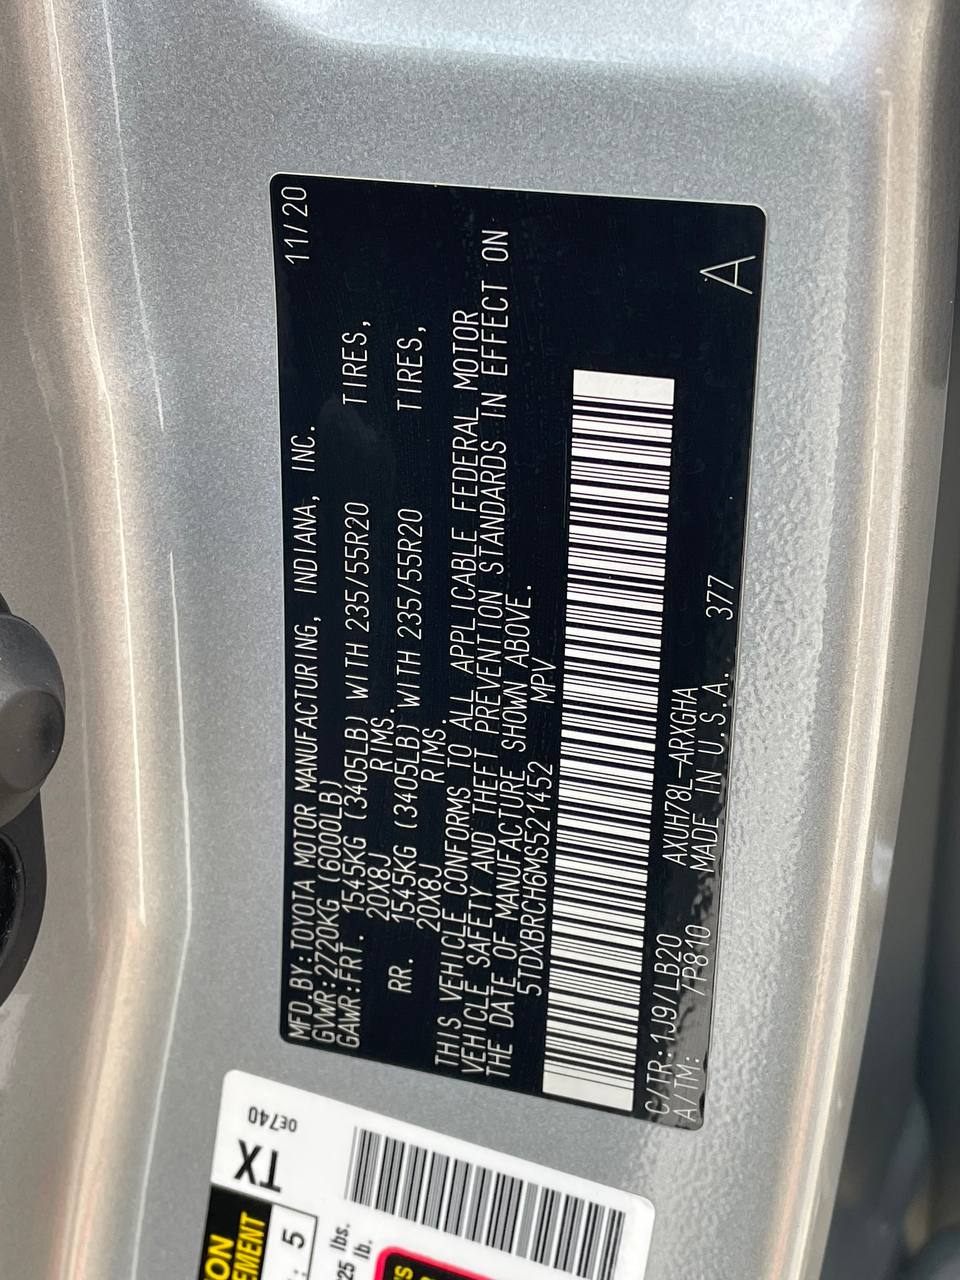 MFD.BY:TOYOTA MOTOR MANUFACTURING, INDIANA, INC. 11/20
GVWR:2720KG (6000LB)
GAWR:FRT. 1545KG (3405LB) WITH 235/55R20 TIRES,
20X8J RIMS.
RR. 1545KG (3405LB) WITH 235/55R20 TIRES,
20X8J RIMS.
THIS VEHICLE CONFORMS TO ALL APPLICABLE FEDERAL MOTOR
VEHICLE SAFETY AND THEFT PREVENTION STANDARDS IN EFFECT ON
THE DATE OF MANUFACTURE SHOWN ABOVE.
5TDXBRCH6MS521452 MPV
C/TR:1J9/LB20 AXUH78L-ARXGHA
A/TM: /P810 MADE IN U.S.A. 377 A
0E740
TX
5
lbs.
lb.